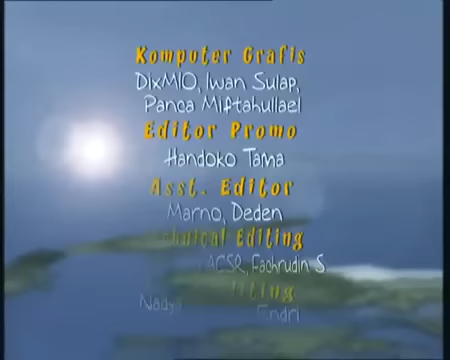 Komputer Grafis
DixMIO, Iwan Sulap,
Panca Miftahullael
Editor Promo
Handoko Tama
Asst. Editor
Marno, Deden
Editing
ACSR, Fachrudin S.
Endri